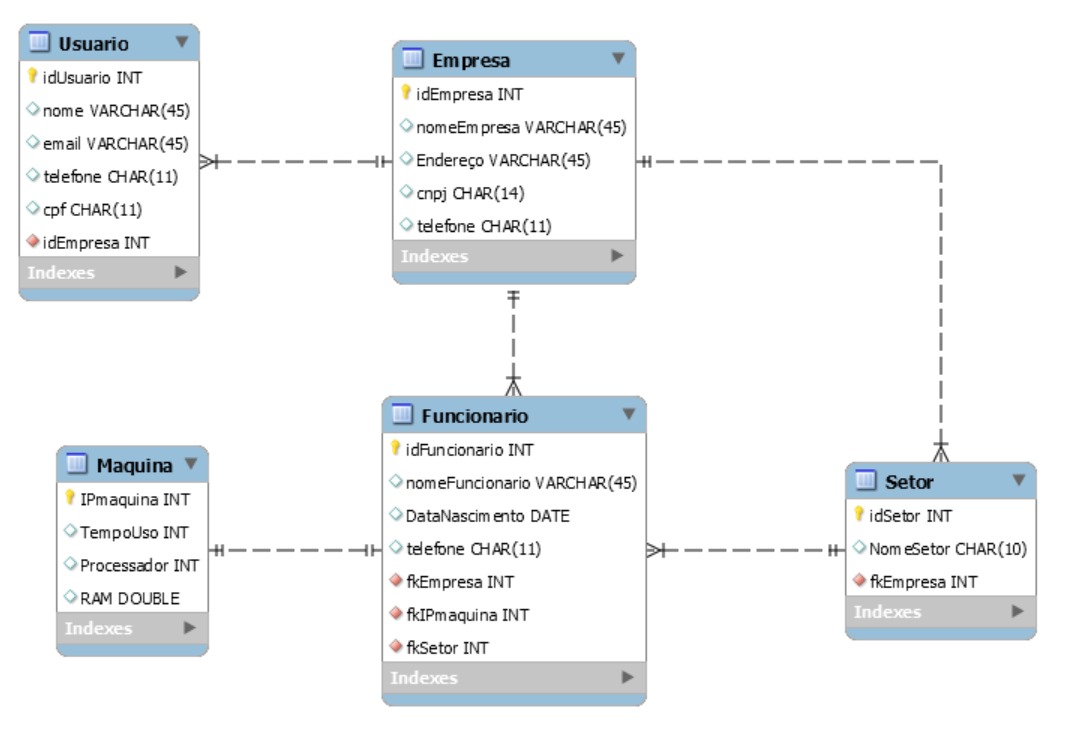 Usuario
idUsuario INT
nome VARCHAR(45)
email VARCHAR(45)
telefone CHAR(11)
cpf CHAR(11)
idEmpresa INT
Indexes
Empresa
idEmpresa INT
nomeEmpresa VARCHAR(45)
Endereço VARCHAR(45)
cnpj CHAR(14)
telefone CHAR(11)
Indexes
Maquina
IPmaquina INT
TempoUso INT
Processador INT
RAM DOUBLE
Indexes
Funcionario
idFuncionario INT
nomeFuncionario VARCHAR(45)
DataNascimento DATE
telefone CHAR(11)
fkEmpresa INT
fkIPmaquina INT
fkSetor INT
Indexes
Setor
idSetor INT
NomeSetor CHAR(10)
fkEmpresa INT
Indexes